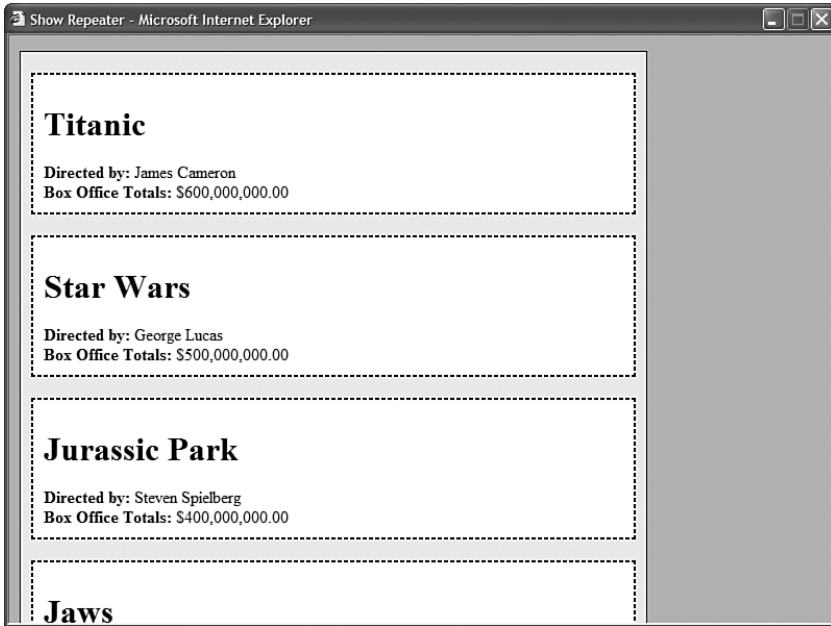 Show Repeater - Microsoft Internet Explorer
Titanic
Directed by: James Cameron
Box Office Totals: $600,000,000.00
Star Wars
Directed by: George Lucas
Box Office Totals: $500,000,000.00
Jurassic Park
Directed by: Steven Spielberg
Box Office Totals: $400,000,000.00
Jaws